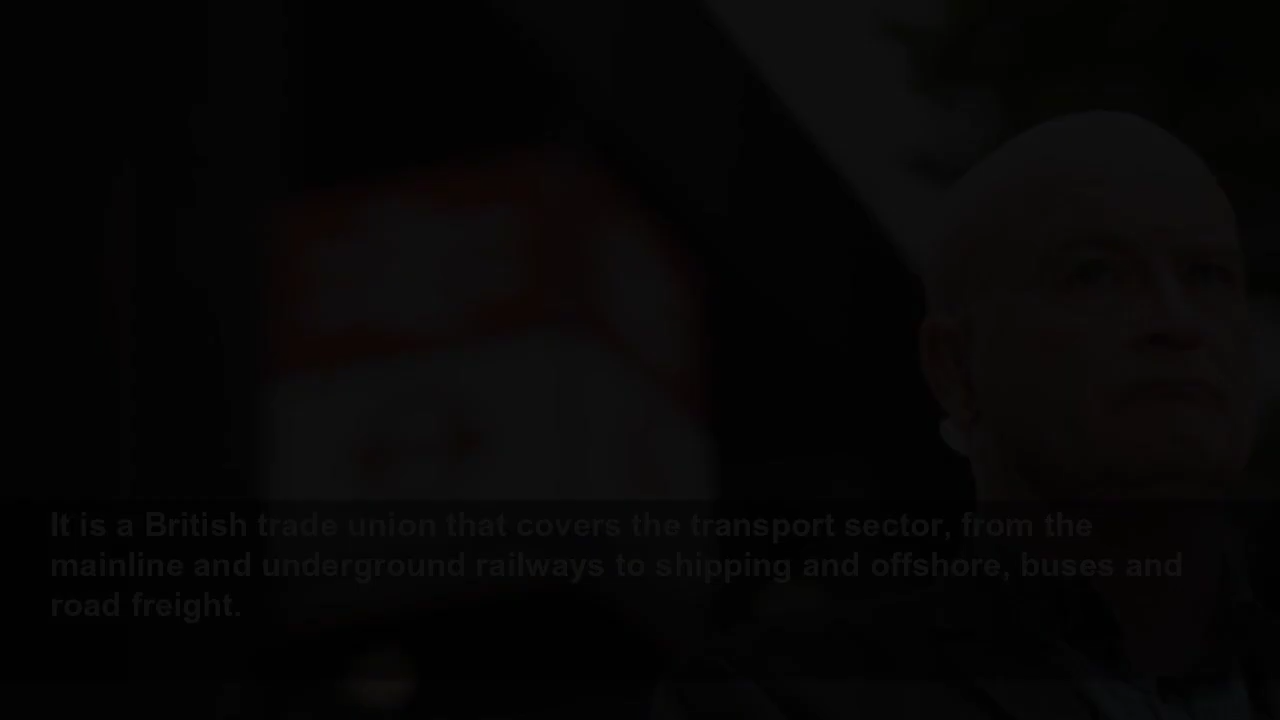 It is a British trade union that covers the transport sector, from the
mainline and underground railways to shipping and offshore, buses and
road freight.